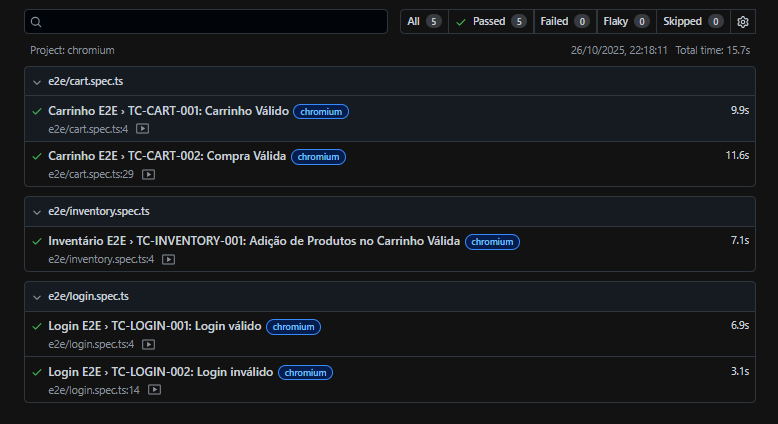 All 5 Passed 5 Failed 0 Flaky 0 Skipped 0
Project: chromium 26/10/2025, 22:18:11 Total time: 15.7s
e2e/cart.spec.ts
Carrinho E2E › TC-CART-001: Carrinho Válido chromium 9.9s
e2e/cart.spec.ts:4
Carrinho E2E › TC-CART-002: Compra Válida chromium 11.6s
e2e/cart.spec.ts:29
e2e/inventory.spec.ts
Inventário E2E › TC-INVENTORY-001: Adição de Produtos no Carrinho Válida chromium 7.1s
e2e/inventory.spec.ts:4
e2e/login.spec.ts
Login E2E › TC-LOGIN-001: Login válido chromium 6.9s
e2e/login.spec.ts:4
Login E2E › TC-LOGIN-002: Login inválido chromium 3.1s
e2e/login.spec.ts:14